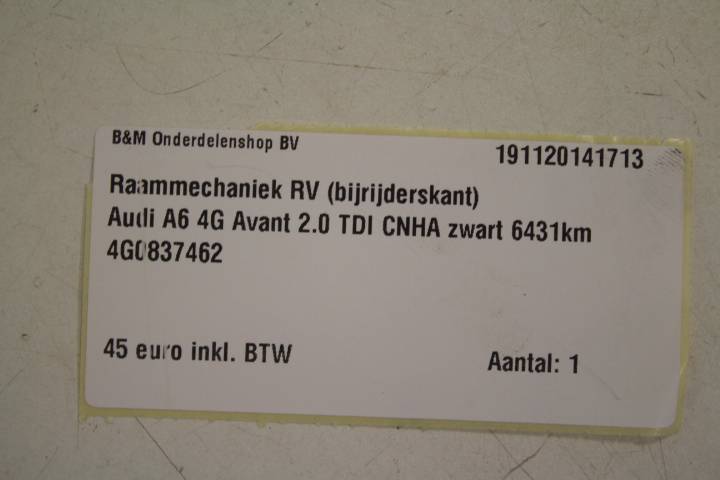 B&M Onderdelenshop BV
191120141713
Raammechaniek RV (bijrijderskant)
Audi A6 4G Avant 2.0 TDI CNHA zwart 6431km
4G0837462
45 euro inkl. BTW
Aantal: 1